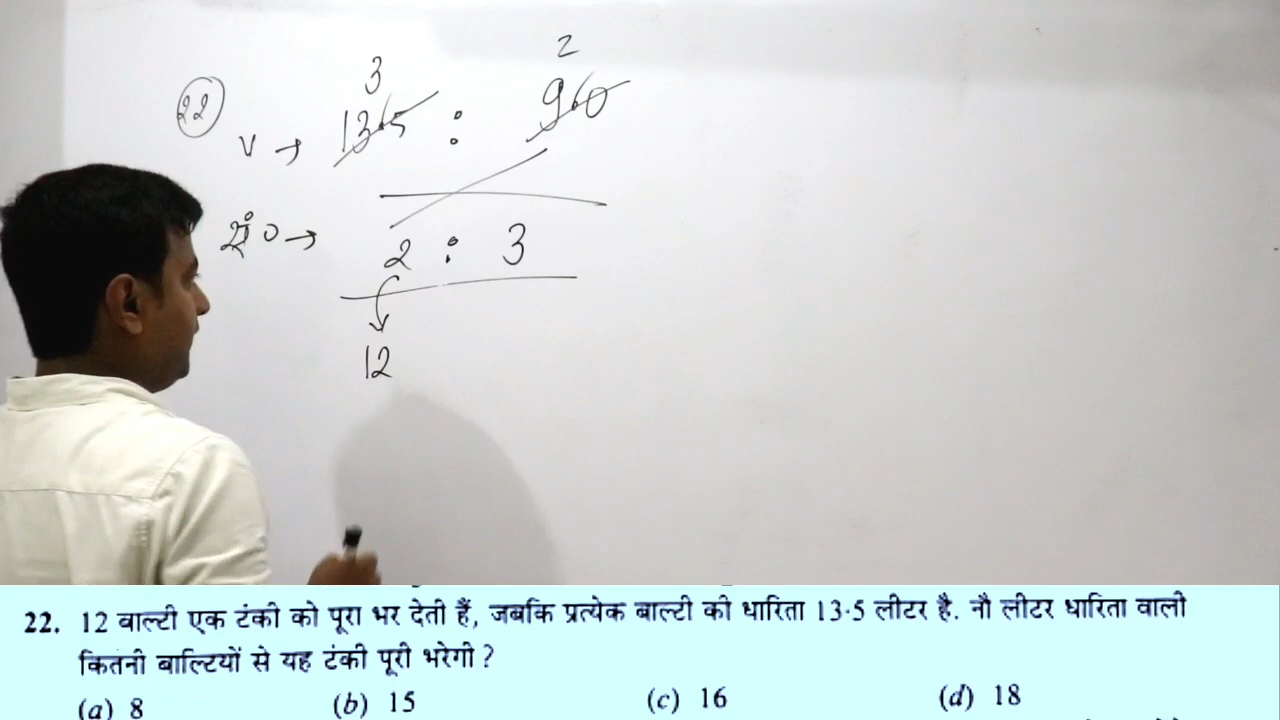 3 2
22 V → 13.5 : 9.0
सं० → 2 : 3
12
22. 12 बाल्टी एक टंकी को पूरा भर देती हैं, जबकि प्रत्येक बाल्टी की धारिता 13·5 लीटर है. नौ लीटर धारिता वाली
कितनी बाल्टियों से यह टंकी पूरी भरेगी ?
(a) 8 (b) 15 (c) 16 (d) 18